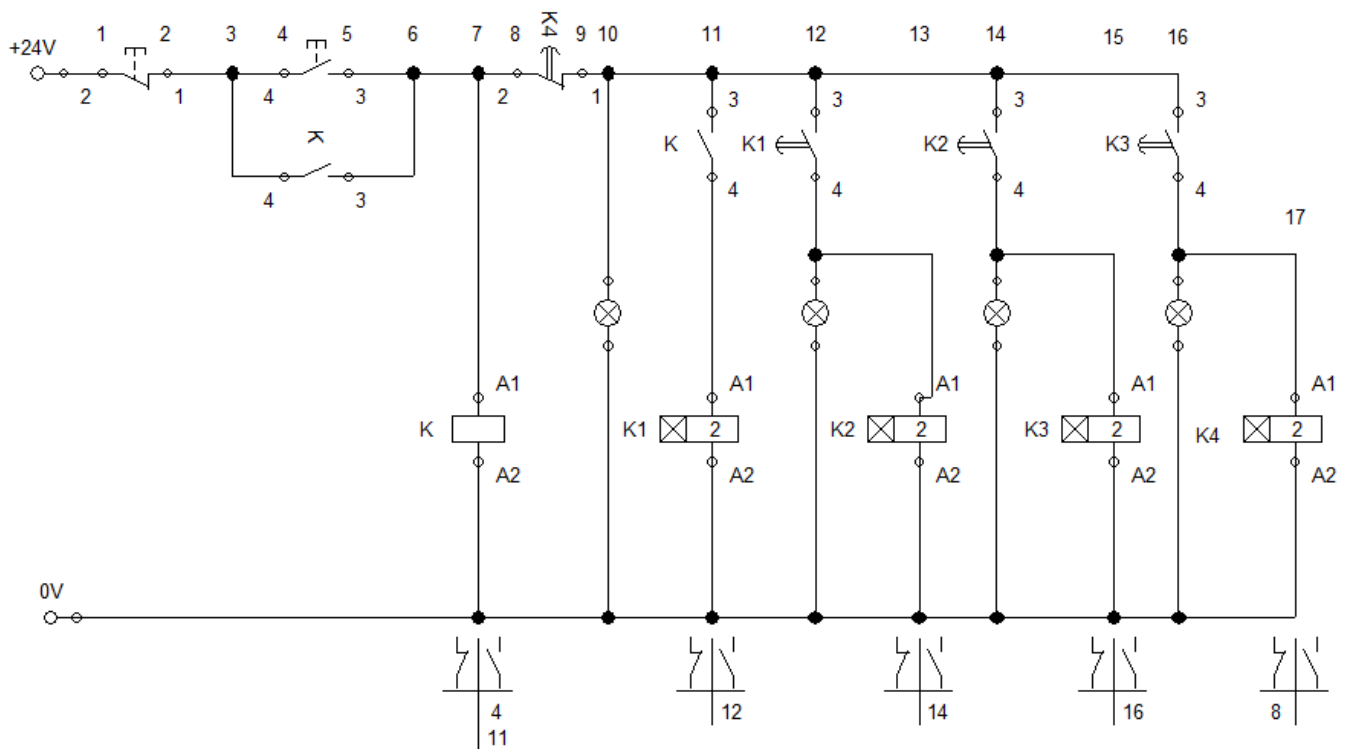 1 2 3 4 5 6 7 8 K4 9 10 11 12 13 14 15 16
+24V
2 1 4 3 2 1 3 3 3 3
K K K1 K2 K3
4 3 4 4 4 4
17
A1 A1 A1 A1 A1
K K1 2 K2 2 K3 2 K4 2
A2 A2 A2 A2 A2
0V
4 12 14 16 8
11